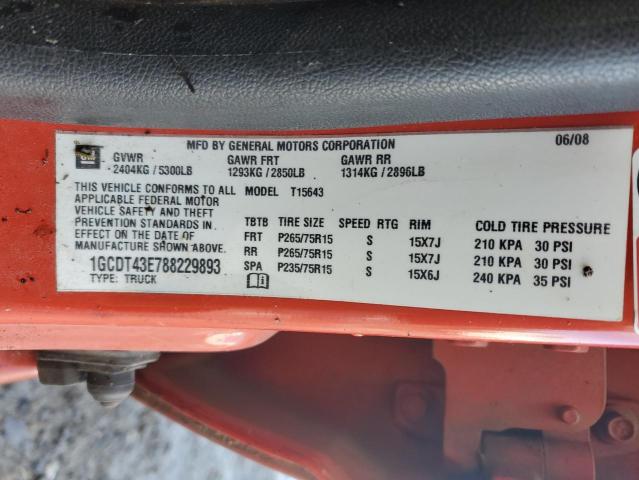 MFD BY GENERAL MOTORS CORPORATION 06/08
GM GVWR GAWR FRT GAWR RR
2404KG / 5300LB 1293KG / 2850LB 1314KG / 2896LB
THIS VEHICLE CONFORMS TO ALL MODEL T15643
APPLICABLE FEDERAL MOTOR
VEHICLE SAFETY AND THEFT
PREVENTION STANDARDS IN
EFFECT ON THE DATE OF
MANUFACTURE SHOWN ABOVE.
1GCDT43E788229893
TYPE: TRUCK
TBTB TIRE SIZE SPEED RTG RIM COLD TIRE PRESSURE
FRT P265/75R15 S 15X7J 210 KPA 30 PSI
RR P265/75R15 S 15X7J 210 KPA 30 PSI
SPA P235/75R15 S 15X6J 240 KPA 35 PSI